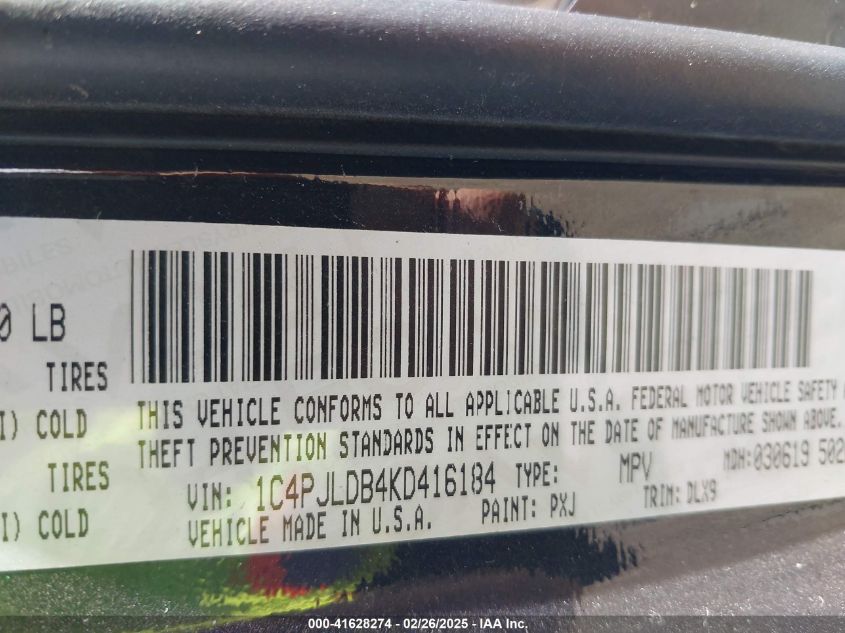 0 LB
TIRES
I) COLD
TIRES
I) COLD
THIS VEHICLE CONFORMS TO ALL APPLICABLE U.S.A. FEDERAL MOTOR VEHICLE SAFETY
THEFT PREVENTION STANDARDS IN EFFECT ON THE DATE OF MANUFACTURE SHOWN ABOVE.
VIN: 1C4PJLDB4KD416184 TYPE: MPV MDH:030619 502
VEHICLE MADE IN U.S.A. PAINT: PXJ TRIM: DLX9
000-41628274 - 02/26/2025 - IAA Inc.